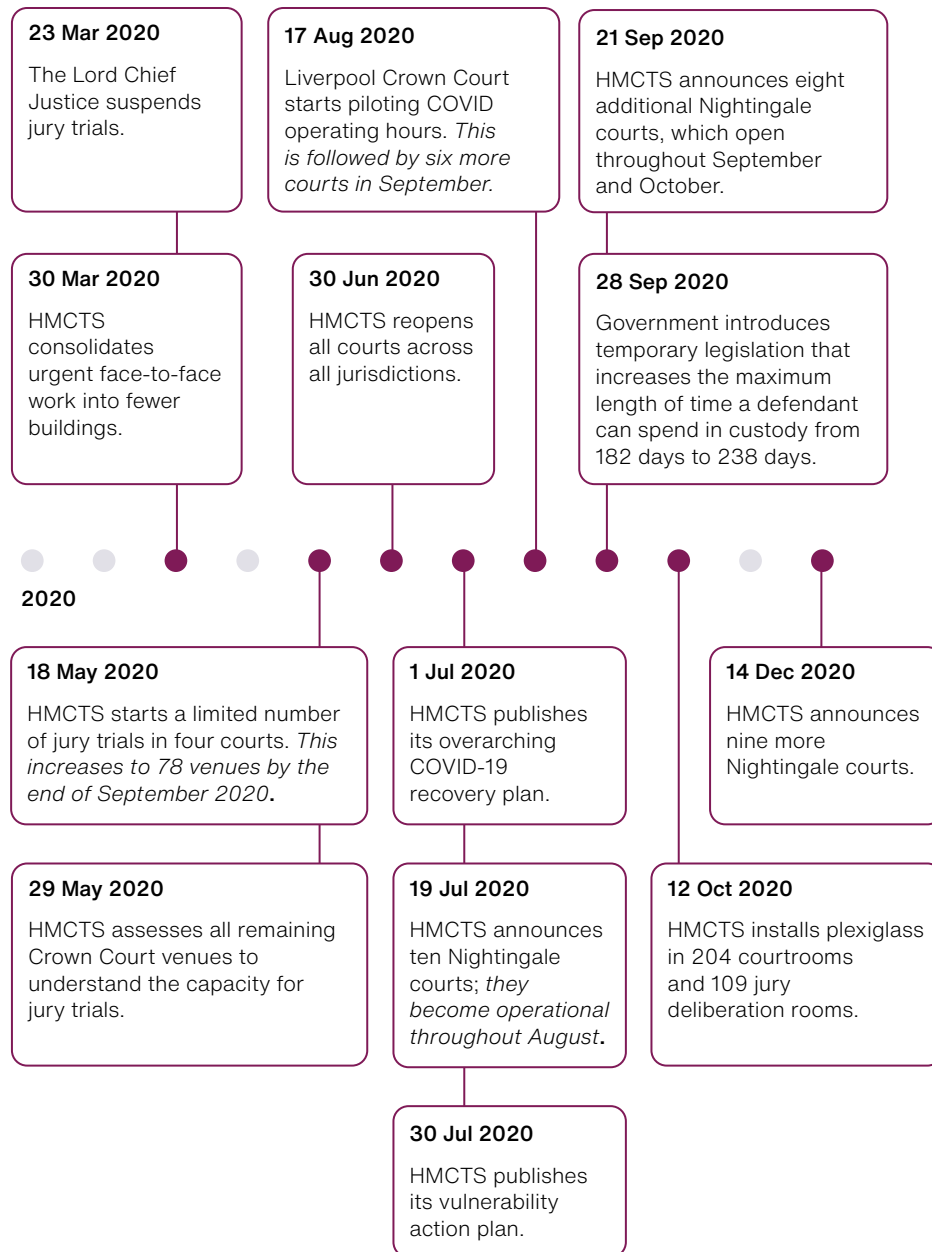 23 Mar 2020
The Lord Chief
Justice suspends
jury trials.
17 Aug 2020
Liverpool Crown Court
starts piloting COVID
operating hours. This
is followed by six more
courts in September.
21 Sep 2020
HMCTS announces eight
additional Nightingale
courts, which open
throughout September
and October.
30 Mar 2020
HMCTS
consolidates
urgent face-to-face
work into fewer
buildings.
30 Jun 2020
HMCTS reopens
all courts across
all jurisdictions.
28 Sep 2020
Government introduces
temporary legislation that
increases the maximum
length of time a defendant
can spend in custody from
182 days to 238 days.
2020
18 May 2020
HMCTS starts a limited number
of jury trials in four courts. This
increases to 78 venues by the
end of September 2020.
1 Jul 2020
HMCTS publishes
its overarching
COVID-19
recovery plan.
14 Dec 2020
HMCTS announces
nine more
Nightingale courts.
29 May 2020
HMCTS assesses all remaining
Crown Court venues to
understand the capacity for
jury trials.
19 Jul 2020
HMCTS announces
ten Nightingale
courts; they
become operational
throughout August.
12 Oct 2020
HMCTS installs plexiglass
in 204 courtrooms
and 109 jury
deliberation rooms.
30 Jul 2020
HMCTS publishes
its vulnerability
action plan.